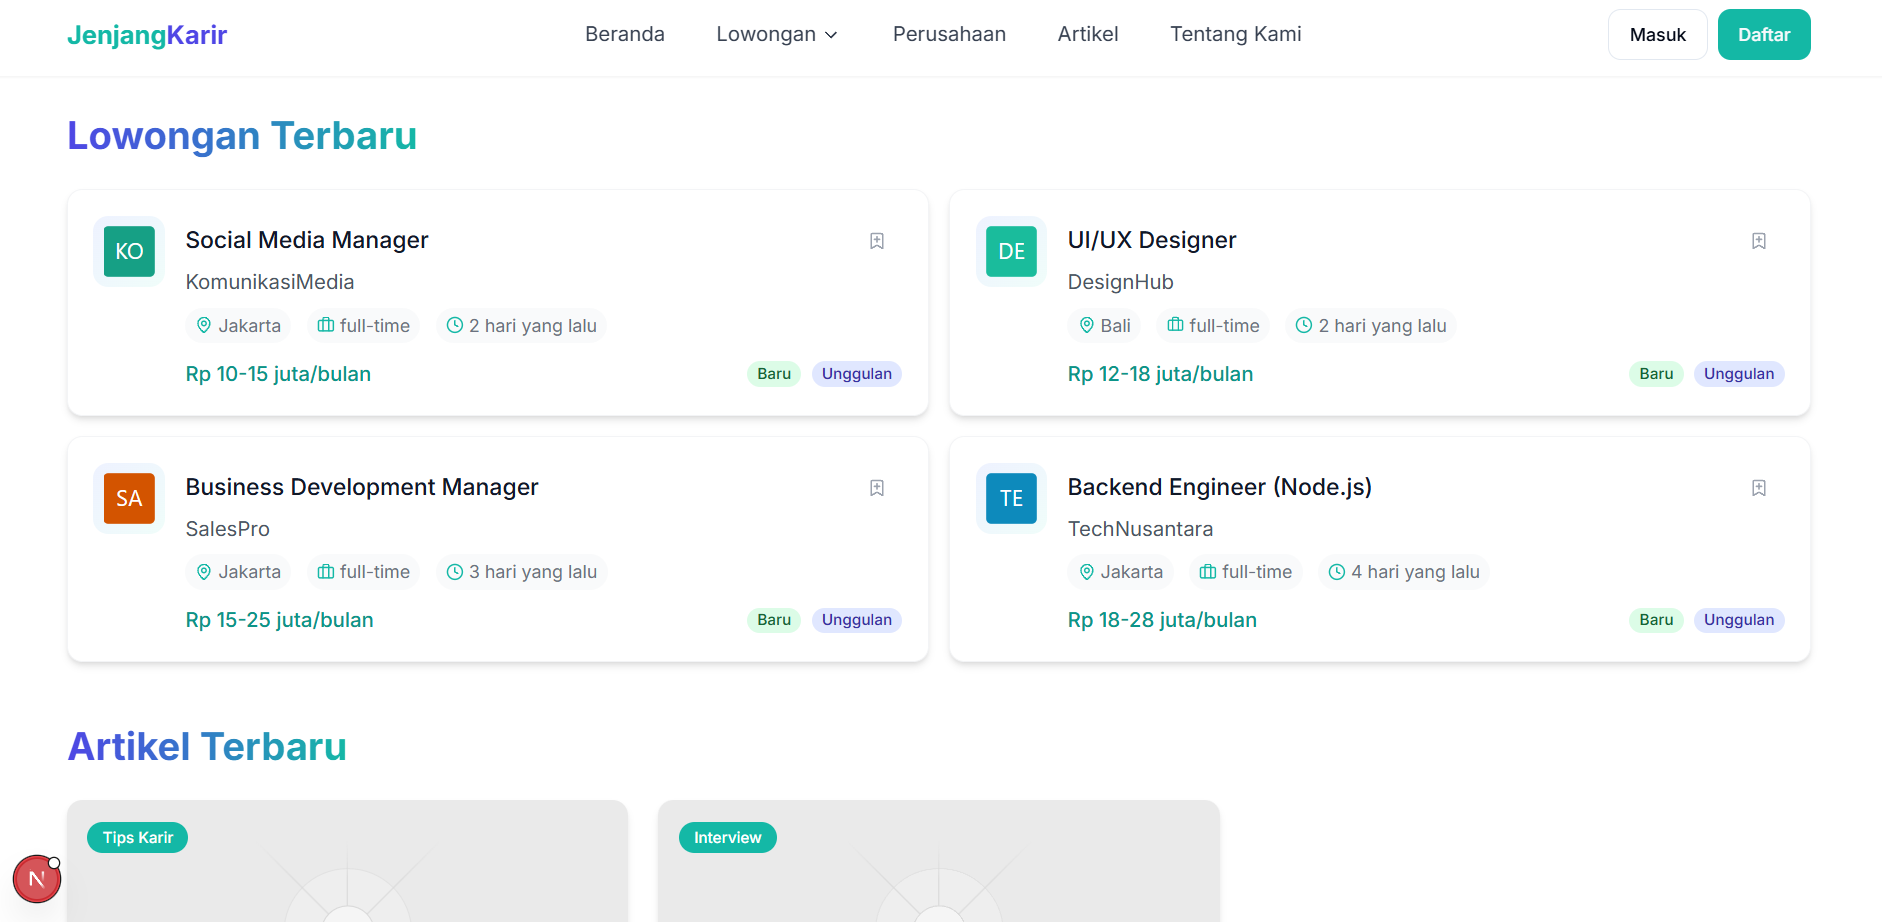 JenjangKarir
Beranda
Lowongan
Perusahaan
Artikel
Tentang Kami
Masuk
Daftar
Lowongan Terbaru
KO
Social Media Manager
KomunikasiMedia
Jakarta
full-time
2 hari yang lalu
Rp 10-15 juta/bulan
Baru
Unggulan
DE
UI/UX Designer
DesignHub
Bali
full-time
2 hari yang lalu
Rp 12-18 juta/bulan
Baru
Unggulan
SA
Business Development Manager
SalesPro
Jakarta
full-time
3 hari yang lalu
Rp 15-25 juta/bulan
Baru
Unggulan
TE
Backend Engineer (Node.js)
TechNusantara
Jakarta
full-time
4 hari yang lalu
Rp 18-28 juta/bulan
Baru
Unggulan
Artikel Terbaru
Tips Karir
Interview
N